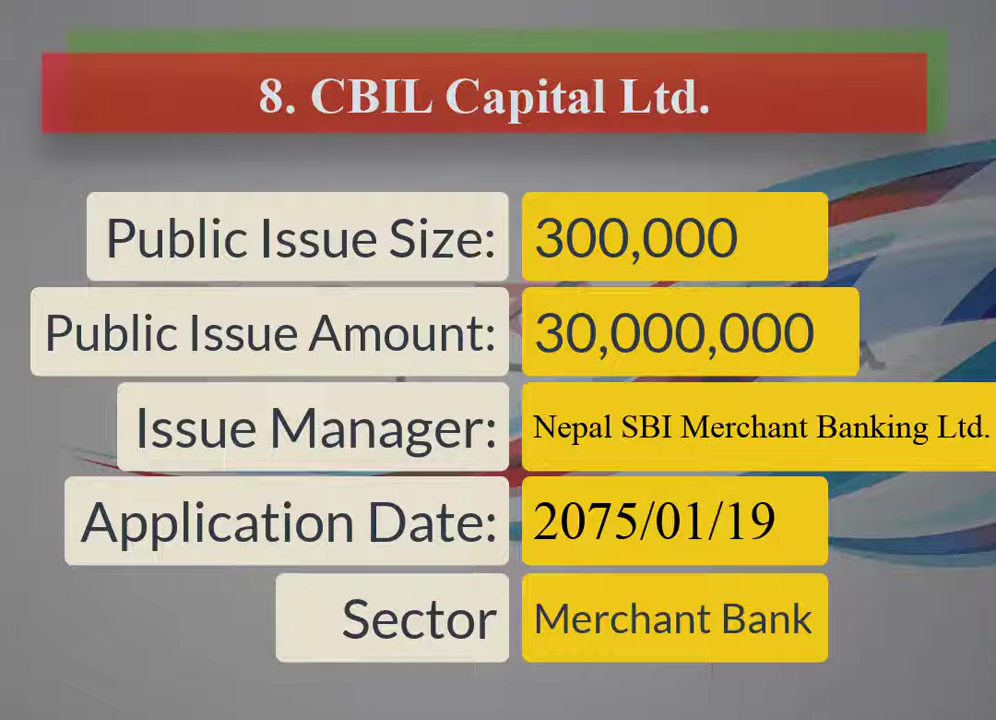 8. CBIL Capital Ltd.
Public Issue Size: 300,000
Public Issue Amount: 30,000,000
Issue Manager: Nepal SBI Merchant Banking Ltd.
Application Date: 2075/01/19
Sector Merchant Bank